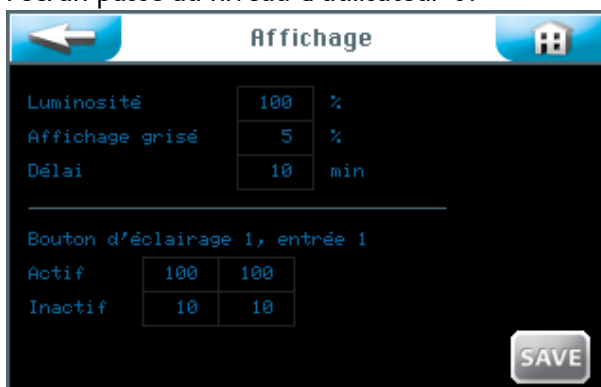 Affichage
Luminosité 100 %
Affichage grisé 5 %
Délai 10 min
Bouton d'éclairage 1, entrée 1
Actif 100 100
Inactif 10 10
SAVE